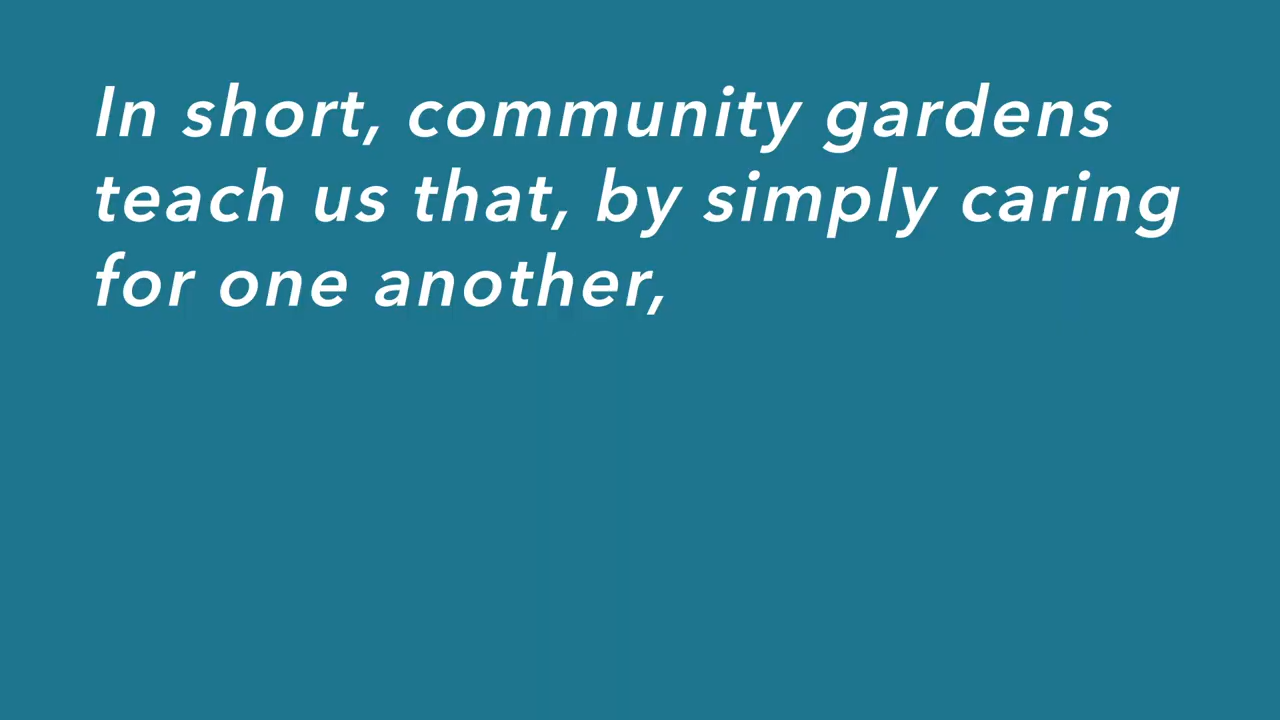 In short, community gardens
teach us that, by simply caring
for one another,